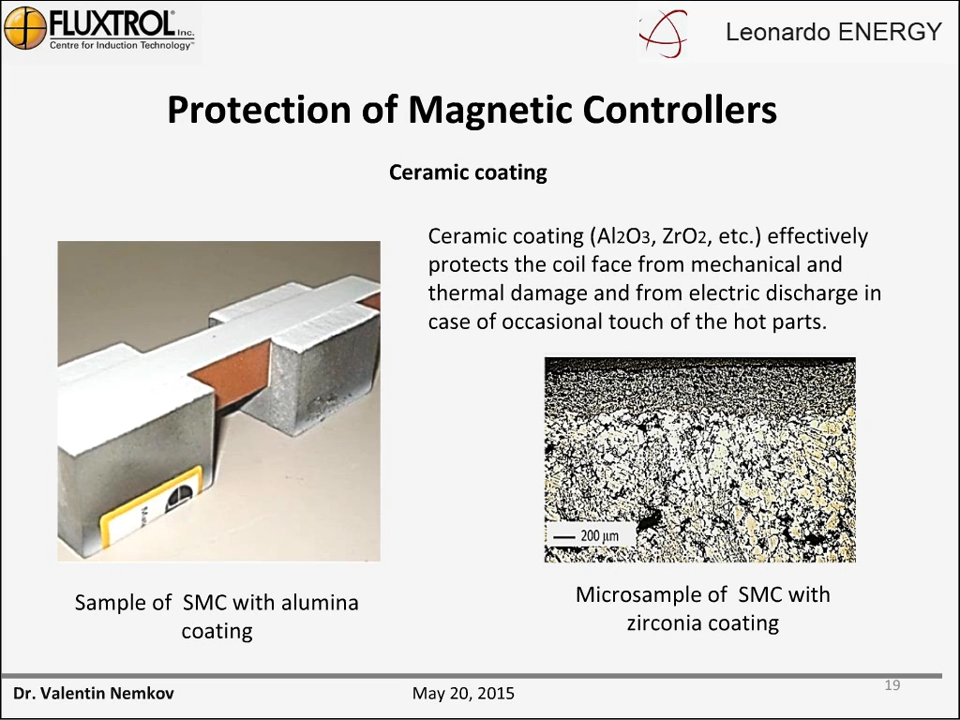 FLUXTROL® Inc.
Centre for Induction Technology™
Leonardo ENERGY
Protection of Magnetic Controllers
Ceramic coating
Ceramic coating (Al2O3, ZrO2, etc.) effectively
protects the coil face from mechanical and
thermal damage and from electric discharge in
case of occasional touch of the hot parts.
200 μm
Sample of  SMC with alumina
coating
Microsample of  SMC with
zirconia coating
Dr. Valentin Nemkov
May 20, 2015
19